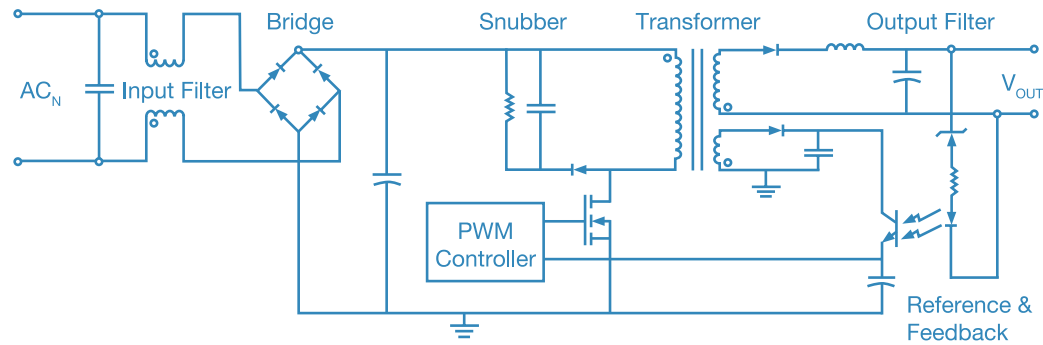 Bridge
Snubber
Transformer
Output Filter
AC_N
Input Filter
V_OUT
PWM
Controller
Reference &
Feedback